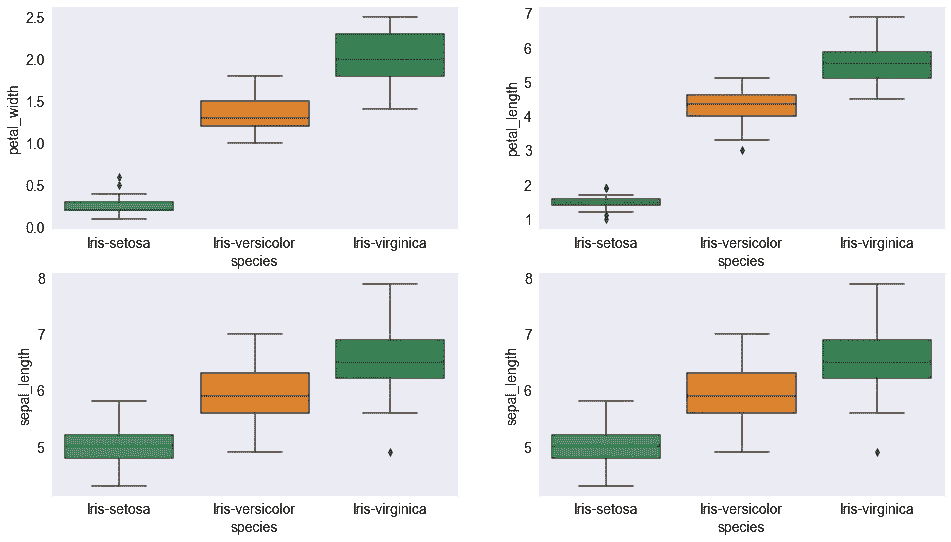 petal_width
2.5
2.0
1.5
1.0
0.5
0.0
Iris-setosa Iris-versicolor Iris-virginica
species
petal_length
7
6
5
4
3
2
1
Iris-setosa Iris-versicolor Iris-virginica
species
sepal_length
8
7
6
5
Iris-setosa Iris-versicolor Iris-virginica
species
sepal_length
8
7
6
5
Iris-setosa Iris-versicolor Iris-virginica
species